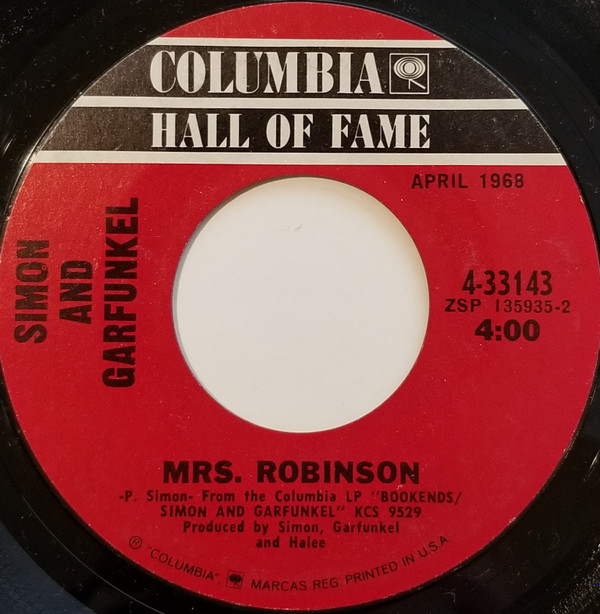 COLUMBIA
HALL OF FAME
APRIL 1968
SIMON
AND
GARFUNKEL
4-33143
ZSP 135935-2
4:00
MRS. ROBINSON
-P. Simon- From the Columbia LP "BOOKENDS/
SIMON AND GARFUNKEL" KCS 9529
Produced by Simon, Garfunkel
and Halee
® "COLUMBIA", MARCAS REG. PRINTED IN U.S.A.